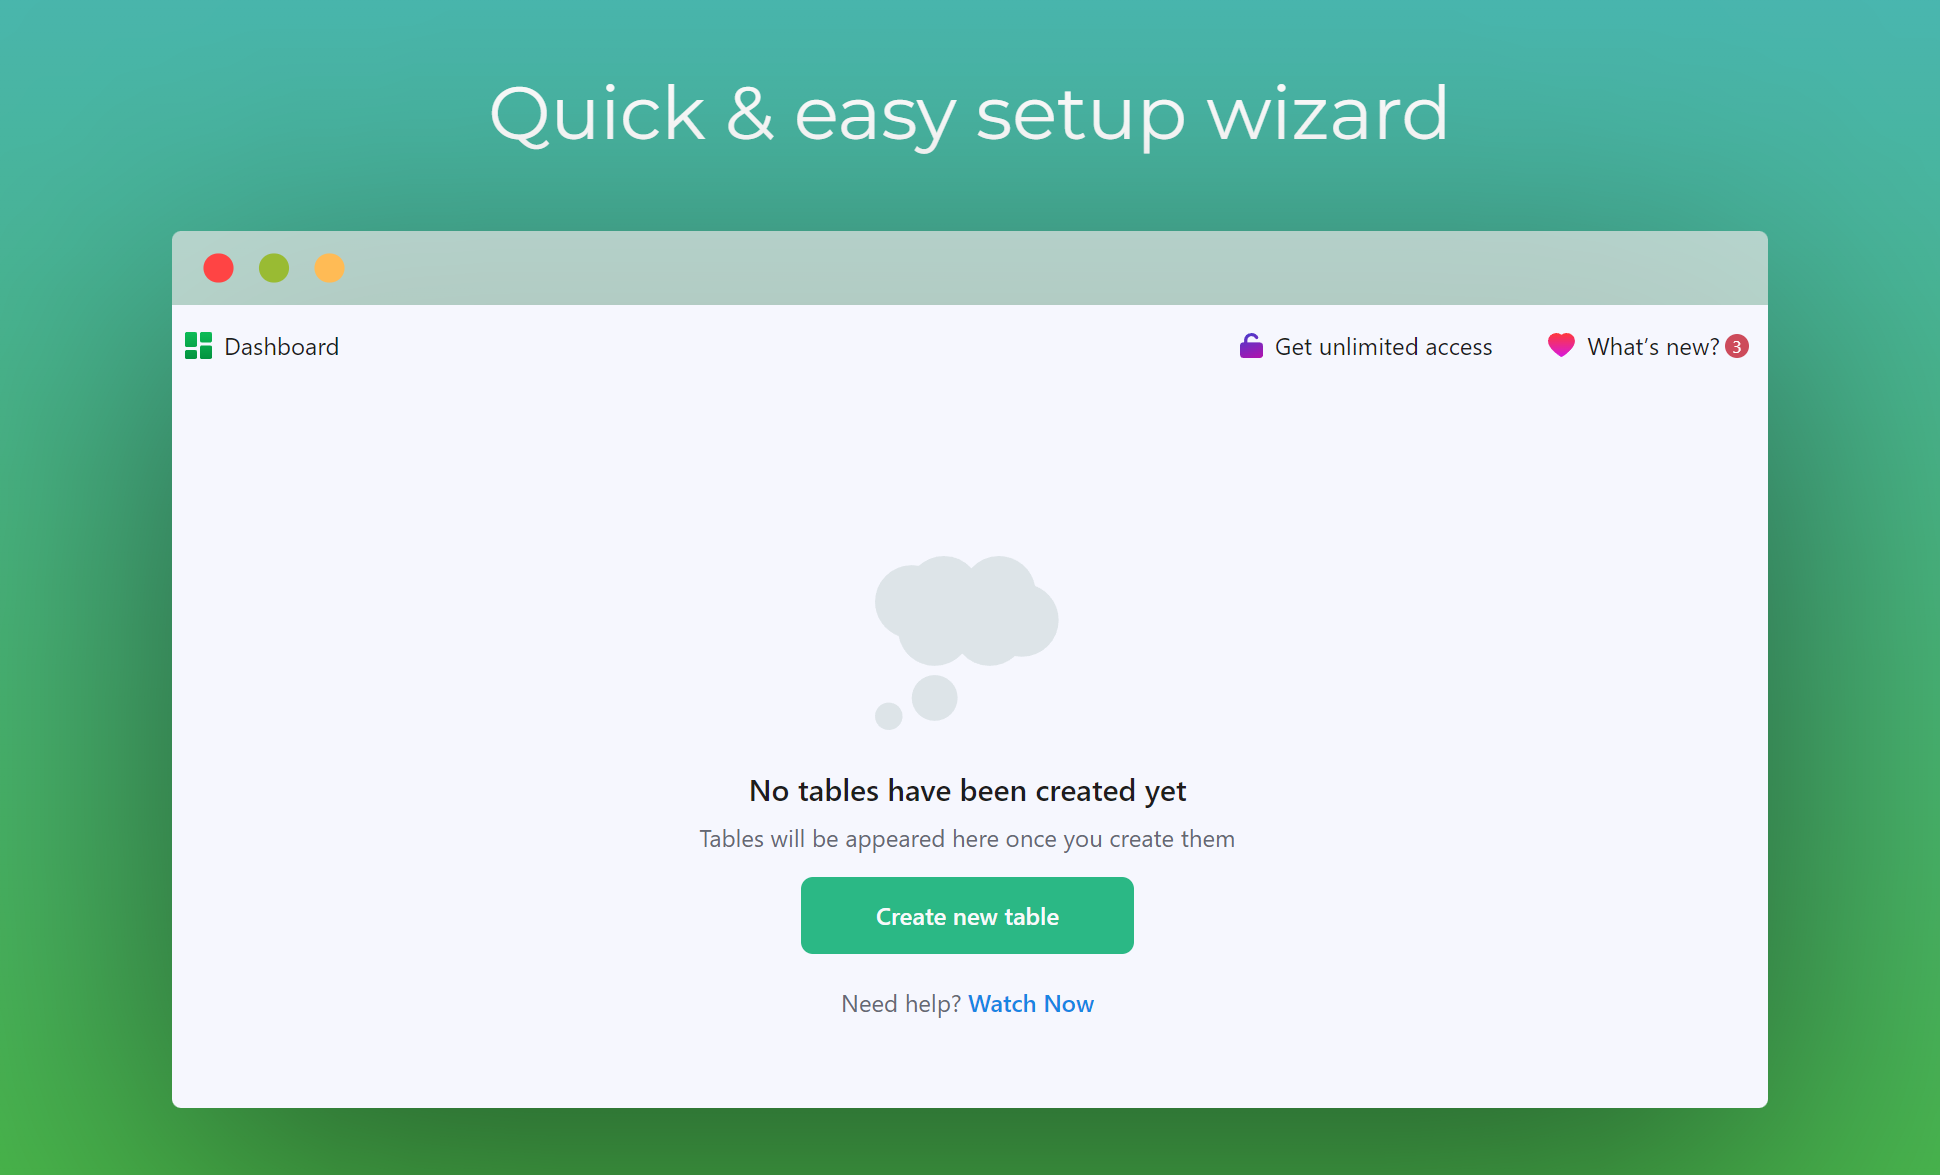 Quick & easy setup wizard
Dashboard
Get unlimited access
What's new? 3
No tables have been created yet
Tables will be appeared here once you create them
Create new table
Need help? Watch Now